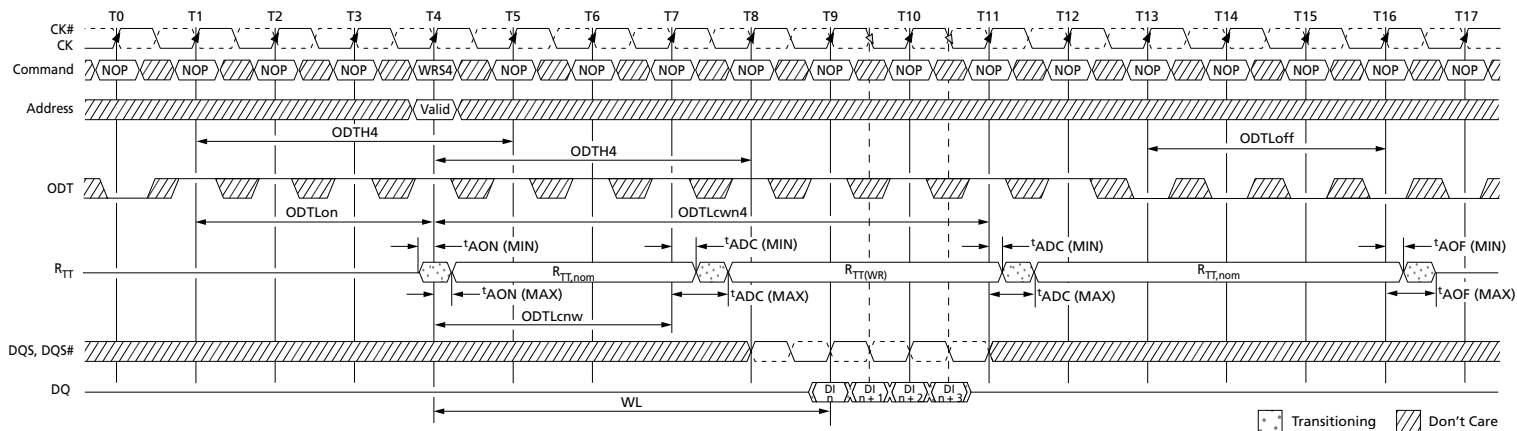 T0 T1 T2 T3 T4 T5 T6 T7 T8 T9 T10 T11 T12 T13 T14 T15 T16 T17
CK#
CK
Command NOP NOP NOP NOP WRS4 NOP NOP NOP NOP NOP NOP NOP NOP NOP NOP NOP NOP NOP
Address Valid
ODTH4 ODTLoff
ODTH4
ODT
ODTLon ODTLcwn4
tAON (MIN) tADC (MIN) tADC (MIN) tAOF (MIN)
RTT RTT,nom RTT(WR) RTT,nom
tAON (MAX) tADC (MAX) tADC (MAX) tAOF (MAX)
ODTLcnw
DQS, DQS#
DQ DI n DI n + 1 DI n + 2 DI n + 3
WL
Transitioning Don't Care